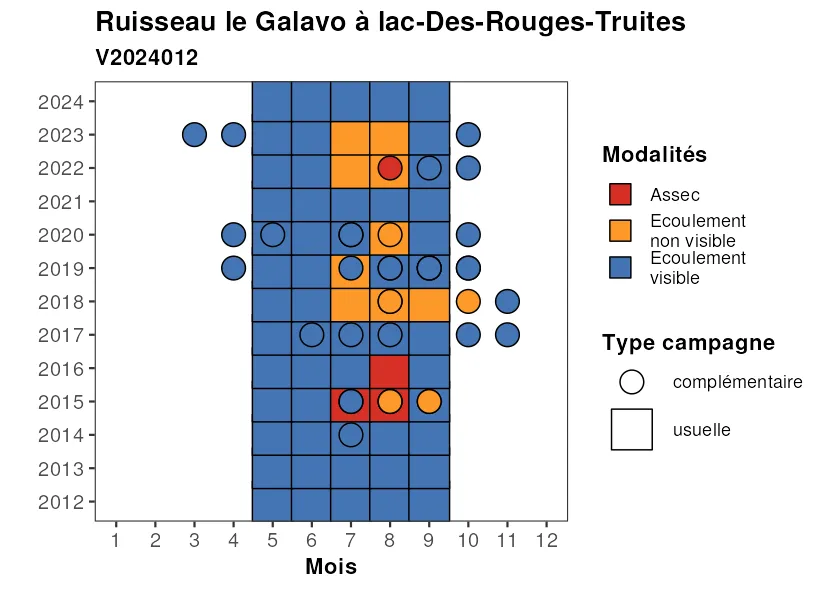 Ruisseau le Galavo à lac-Des-Rouges-Truites
V2024012
2024
2023
2022
2021
2020
2019
2018
2017
2016
2015
2014
2013
2012
1 2 3 4 5 6 7 8 9 10 11 12
Mois
Modalités
Assec
Ecoulement
non visible
Ecoulement
visible
Type campagne
complémentaire
usuelle